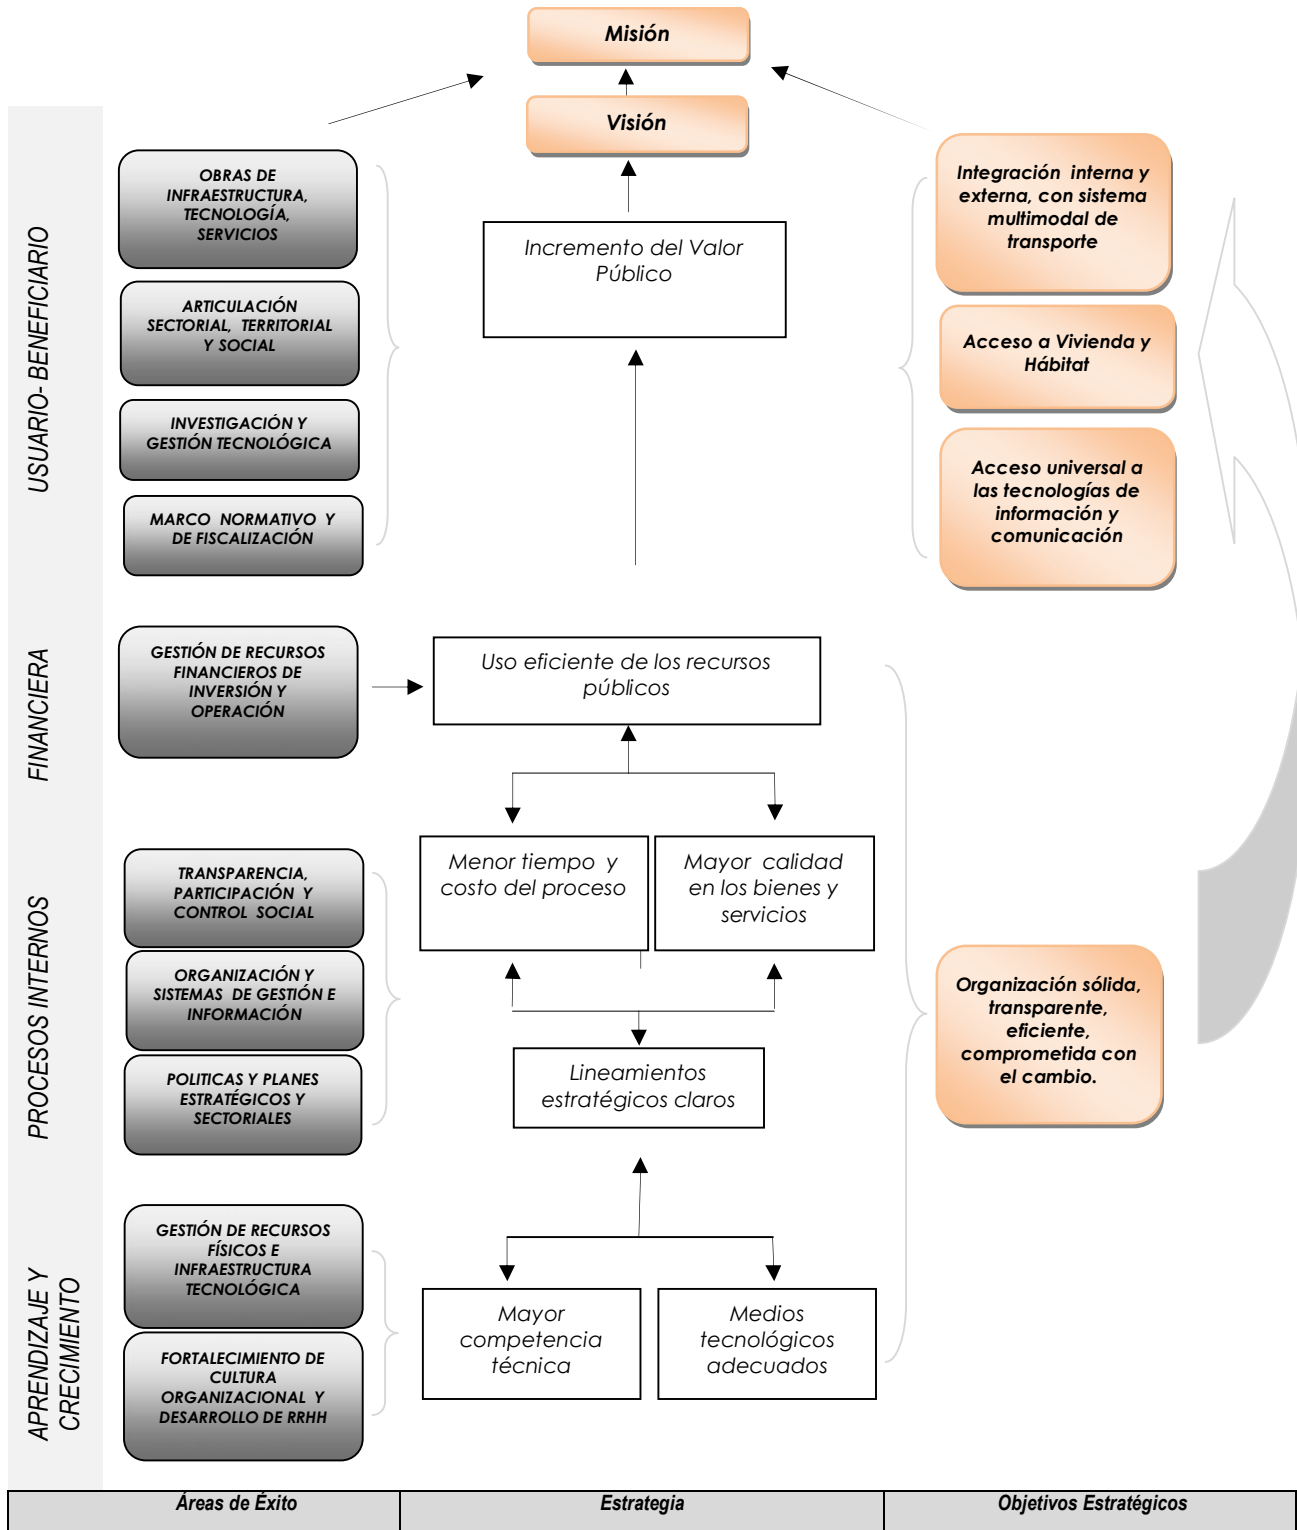 Misión
Visión
USUARIO- BENEFICIARIO
OBRAS DE
INFRAESTRUCTURA,
TECNOLOGÍA,
SERVICIOS
ARTICULACIÓN
SECTORIAL, TERRITORIAL
Y SOCIAL
INVESTIGACIÓN Y
GESTIÓN TECNOLÓGICA
MARCO NORMATIVO Y
DE FISCALIZACIÓN
Incremento del Valor
Público
Integración interna y
externa, con sistema
multimodal de
transporte
Acceso a Vivienda y
Hábitat
Acceso universal a
las tecnologías de
información y
comunicación
FINANCIERA
GESTIÓN DE RECURSOS
FINANCIEROS DE
INVERSIÓN Y
OPERACIÓN
Uso eficiente de los recursos
públicos
PROCESOS INTERNOS
TRANSPARENCIA,
PARTICIPACIÓN Y
CONTROL SOCIAL
ORGANIZACIÓN Y
SISTEMAS DE GESTIÓN E
INFORMACIÓN
POLITICAS Y PLANES
ESTRATÉGICOS Y
SECTORIALES
Menor tiempo y
costo del proceso
Mayor calidad
en los bienes y
servicios
Lineamientos
estratégicos claros
Organización sólida,
transparente,
eficiente,
comprometida con
el cambio.
APRENDIZAJE Y
CRECIMIENTO
GESTIÓN DE RECURSOS
FÍSICOS E
INFRAESTRUCTURA
TECNOLÓGICA
FORTALECIMIENTO DE
CULTURA
ORGANIZACIONAL Y
DESARROLLO DE RRHH
Mayor
competencia
técnica
Medios
tecnológicos
adecuados
Áreas de Éxito
Estrategia
Objetivos Estratégicos